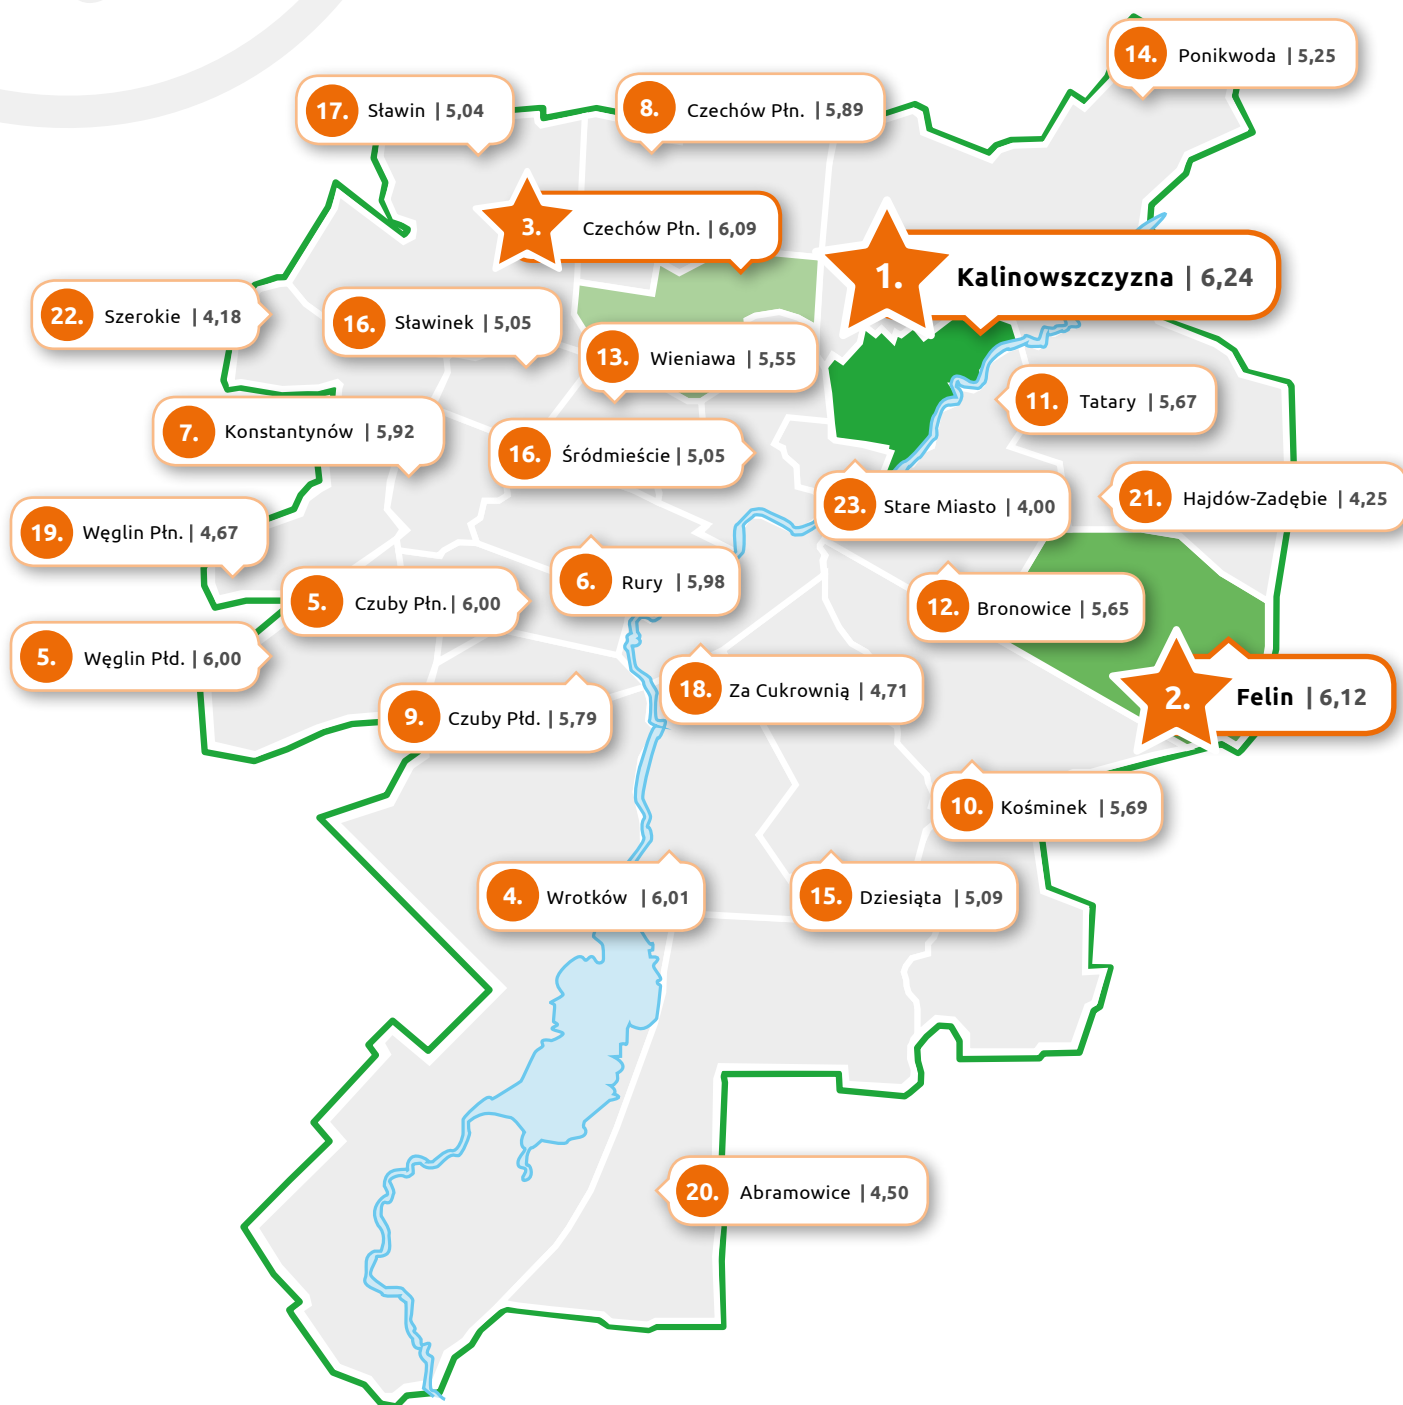 14. Ponikwoda | 5,25
17. Sławin | 5,04
8. Czechów Płn. | 5,89
3. Czechów Płn. | 6,09
1. Kalinowszczyzna | 6,24
22. Szerokie | 4,18
16. Sławinek | 5,05
13. Wieniawa | 5,55
11. Tatary | 5,67
7. Konstantynów | 5,92
16. Śródmieście | 5,05
23. Stare Miasto | 4,00
21. Hajdów-Zadębie | 4,25
19. Węglin Płn. | 4,67
5. Czuby Płn. | 6,00
6. Rury | 5,98
12. Bronowice | 5,65
5. Węglin Płd. | 6,00
9. Czuby Płd. | 5,79
18. Za Cukrownią | 4,71
2. Felin | 6,12
10. Kośminek | 5,69
4. Wrotków | 6,01
15. Dziesiąta | 5,09
20. Abramowice | 4,50